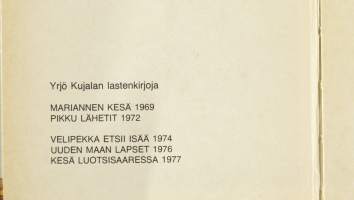 Yrjö Kujalan lastenkirjoja
MARIANNEN KESÄ 1969
PIKKU LÄHETIT 1972
VELIPEKKA ETSII ISÄÄ 1974
UUDEN MAAN LAPSET 1976
KESÄ LUOTSISAARESSA 1977